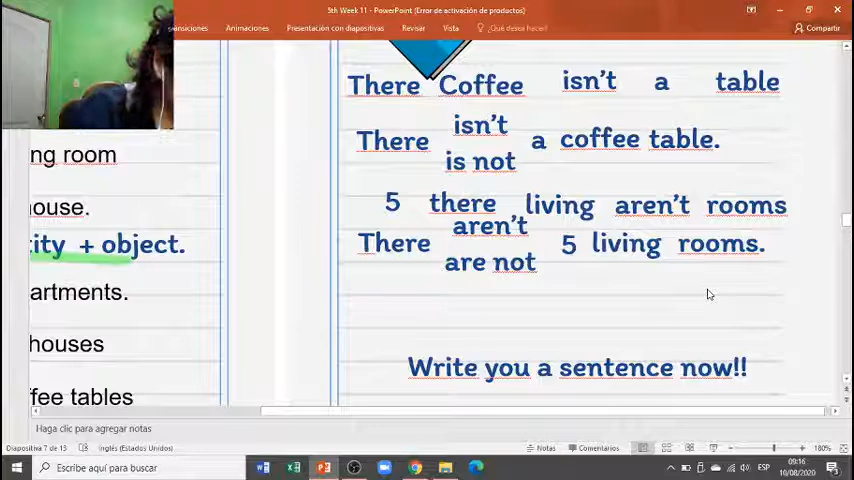 5th Week 11 - PowerPoint (Error de activación de productos)
Animaciones Presentación con diapositivas Revisar Vista ¿Qué desea hacer? Compartir
There Coffee isn't a table
There isn't a coffee table.
is not
5 there living aren't rooms
There aren't 5 living rooms.
are not
Write you a sentence now!!
ng room
ouse.
city + object.
artments.
houses
fee tables
Haga clic para agregar notas
Diapositiva 7 de 13 Inglés (Estados Unidos) Notas Comentarios 180%
Escribe aquí para buscar ESP 09:16
10/08/2020